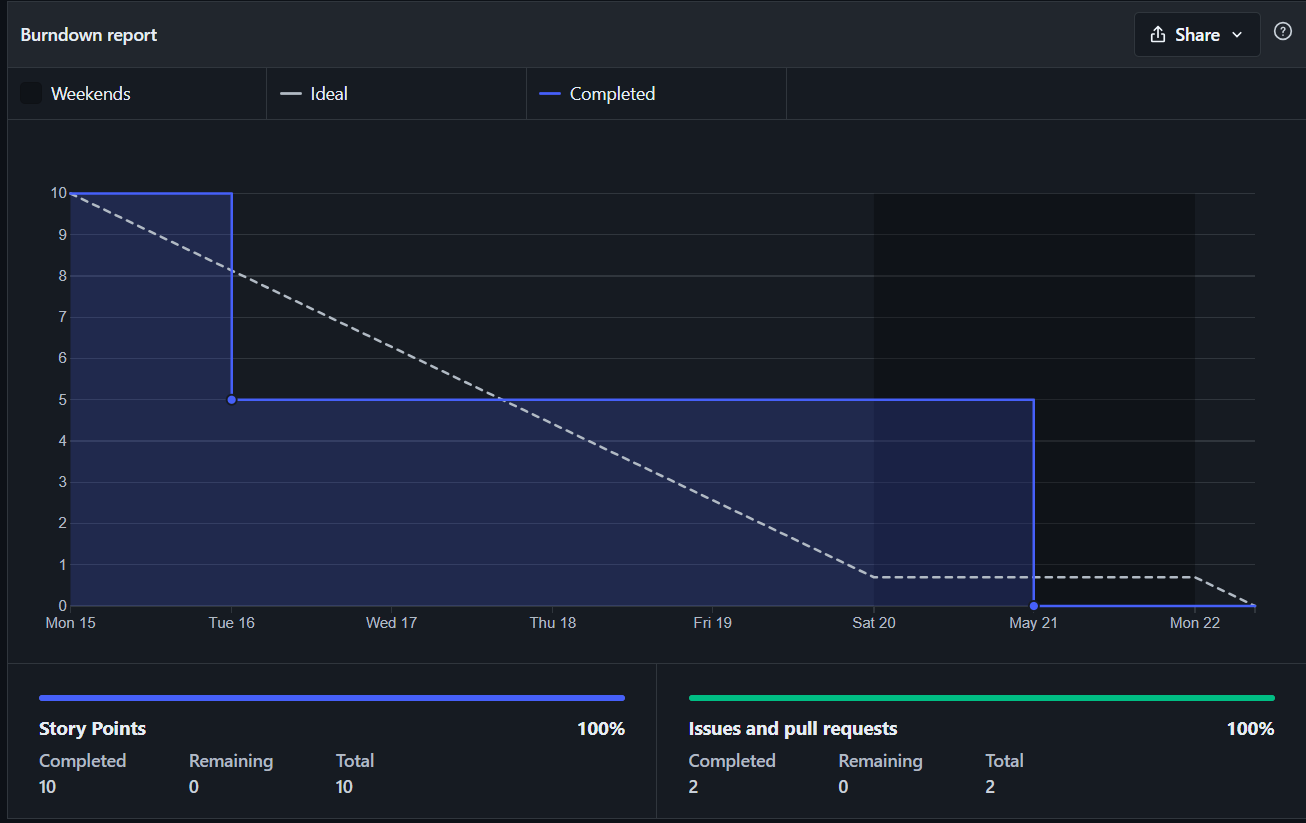 Burndown report
Share
Weekends
Ideal
Completed
10
9
8
7
6
5
4
3
2
1
0
Mon 15 Tue 16 Wed 17 Thu 18 Fri 19 Sat 20 May 21 Mon 22
Story Points 100%
Completed Remaining Total
10 0 10
Issues and pull requests 100%
Completed Remaining Total
2 0 2